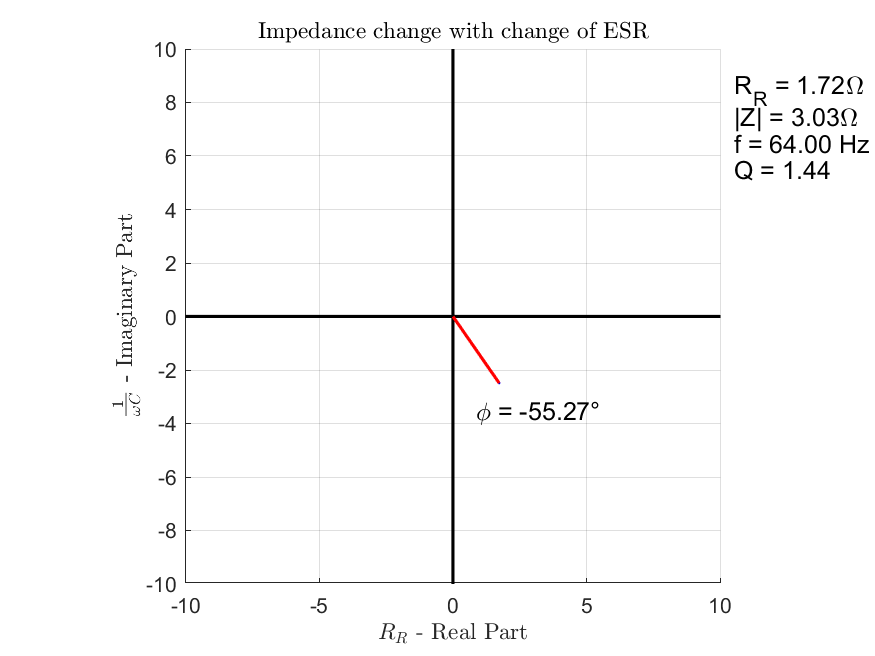 Impedance change with change of ESR
R_R = 1.72Ω
|Z| = 3.03Ω
f = 64.00 Hz
Q = 1.44
10
8
6
4
2
0
-2
-4
-6
-8
-10
1/ωC - Imaginary Part
ϕ = -55.27°
-10 -5 0 5 10
R_R - Real Part